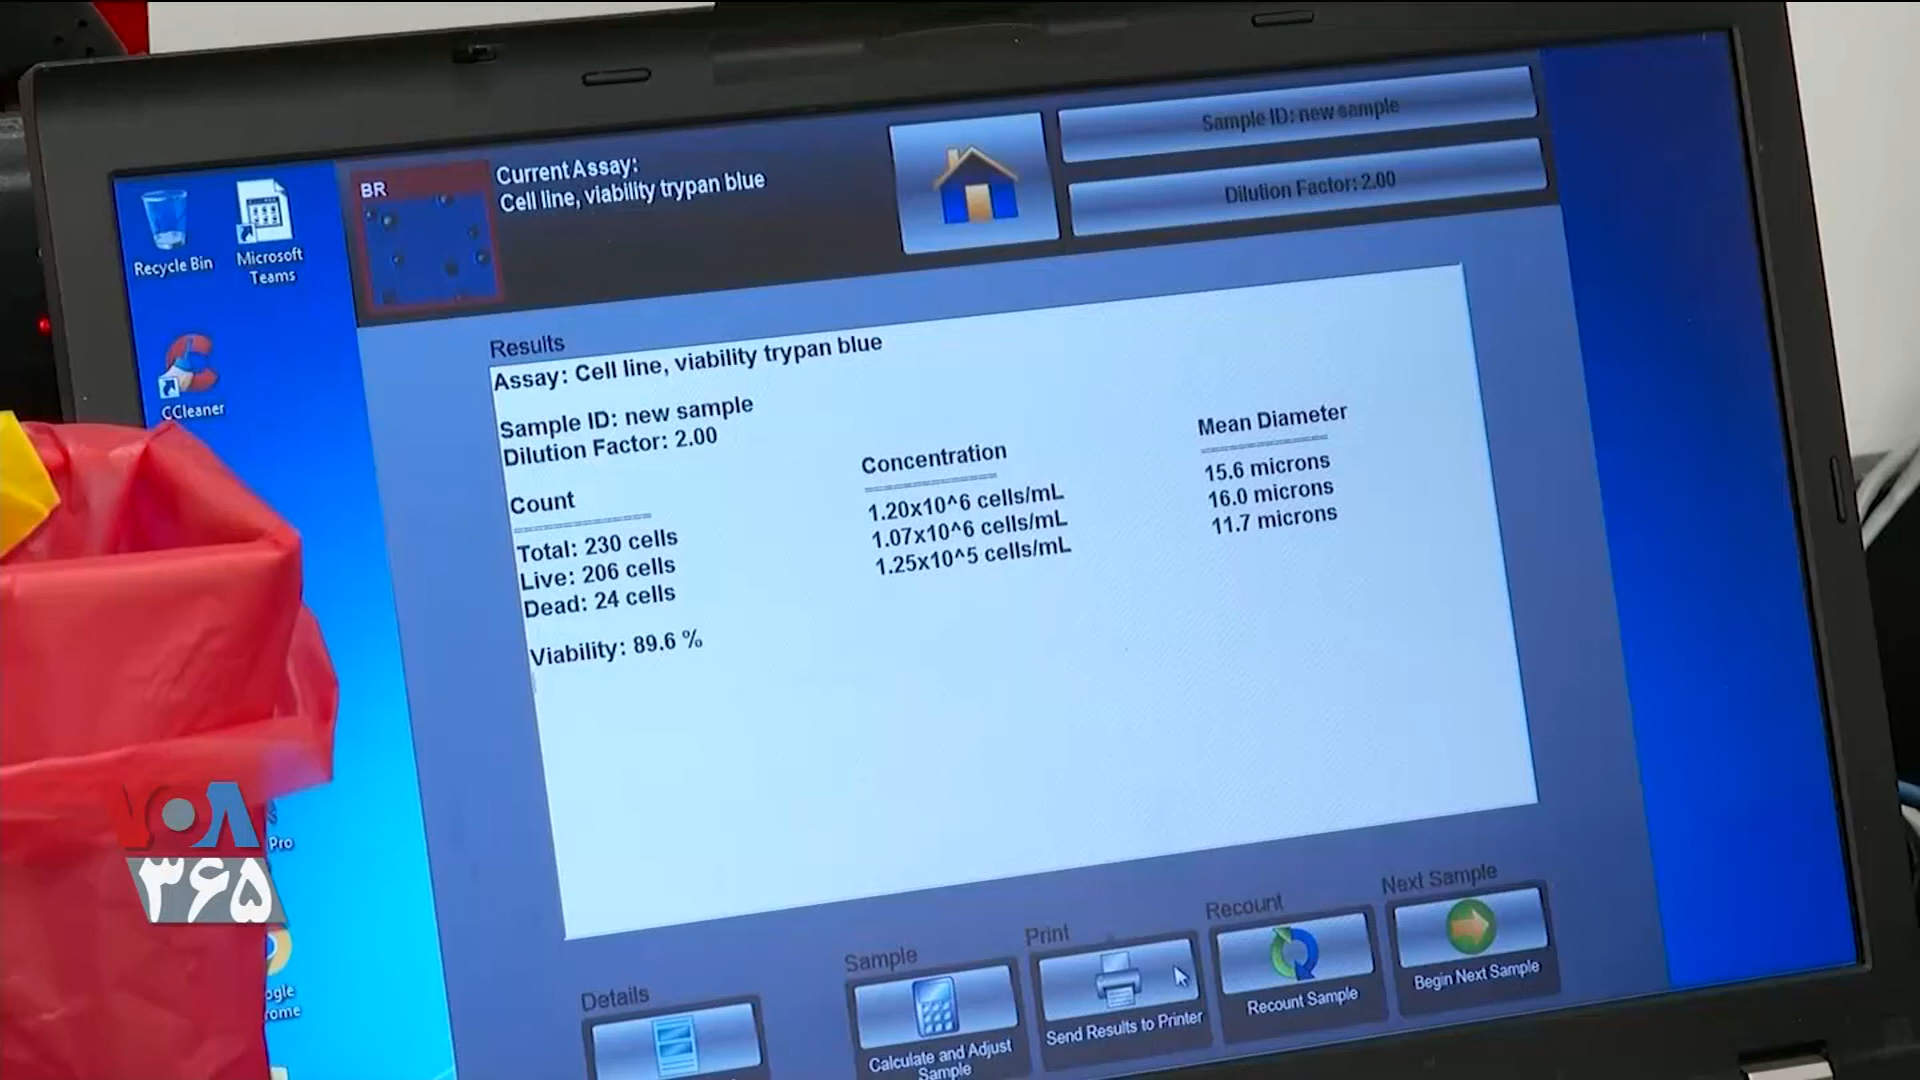 Recycle Bin
Microsoft
Teams
CCleaner
Pro
BR
Current Assay:
Cell line, viability trypan blue
Sample ID: new sample
Dilution Factor: 2.00
Results
Assay: Cell line, viability trypan blue
Sample ID: new sample
Dilution Factor: 2.00
Count
Total: 230 cells
Live: 206 cells
Dead: 24 cells
Viability: 89.6 %
Concentration
1.20x10^6 cells/mL
1.07x10^6 cells/mL
1.25x10^5 cells/mL
Mean Diameter
15.6 microns
16.0 microns
11.7 microns
Details
Sample
Calculate and Adjust
Sample
Print
Send Results to Printer
Recount
Recount Sample
Next Sample
Begin Next Sample
VOA
۳۶۵